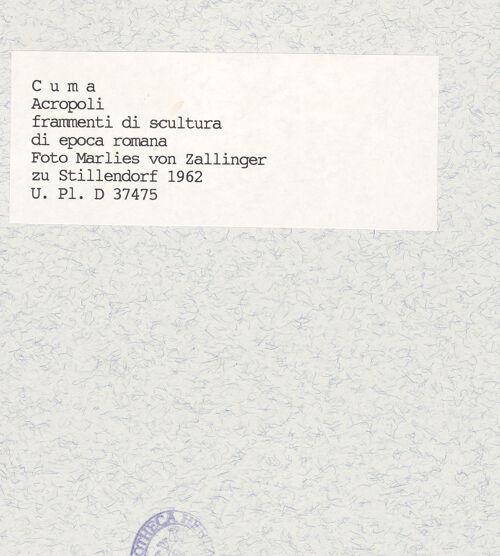 C u m a
Acropoli
frammenti di scultura
di epoca romana
Foto Marlies von Zallinger
zu Stillendorf 1962
U. Pl. D 37475